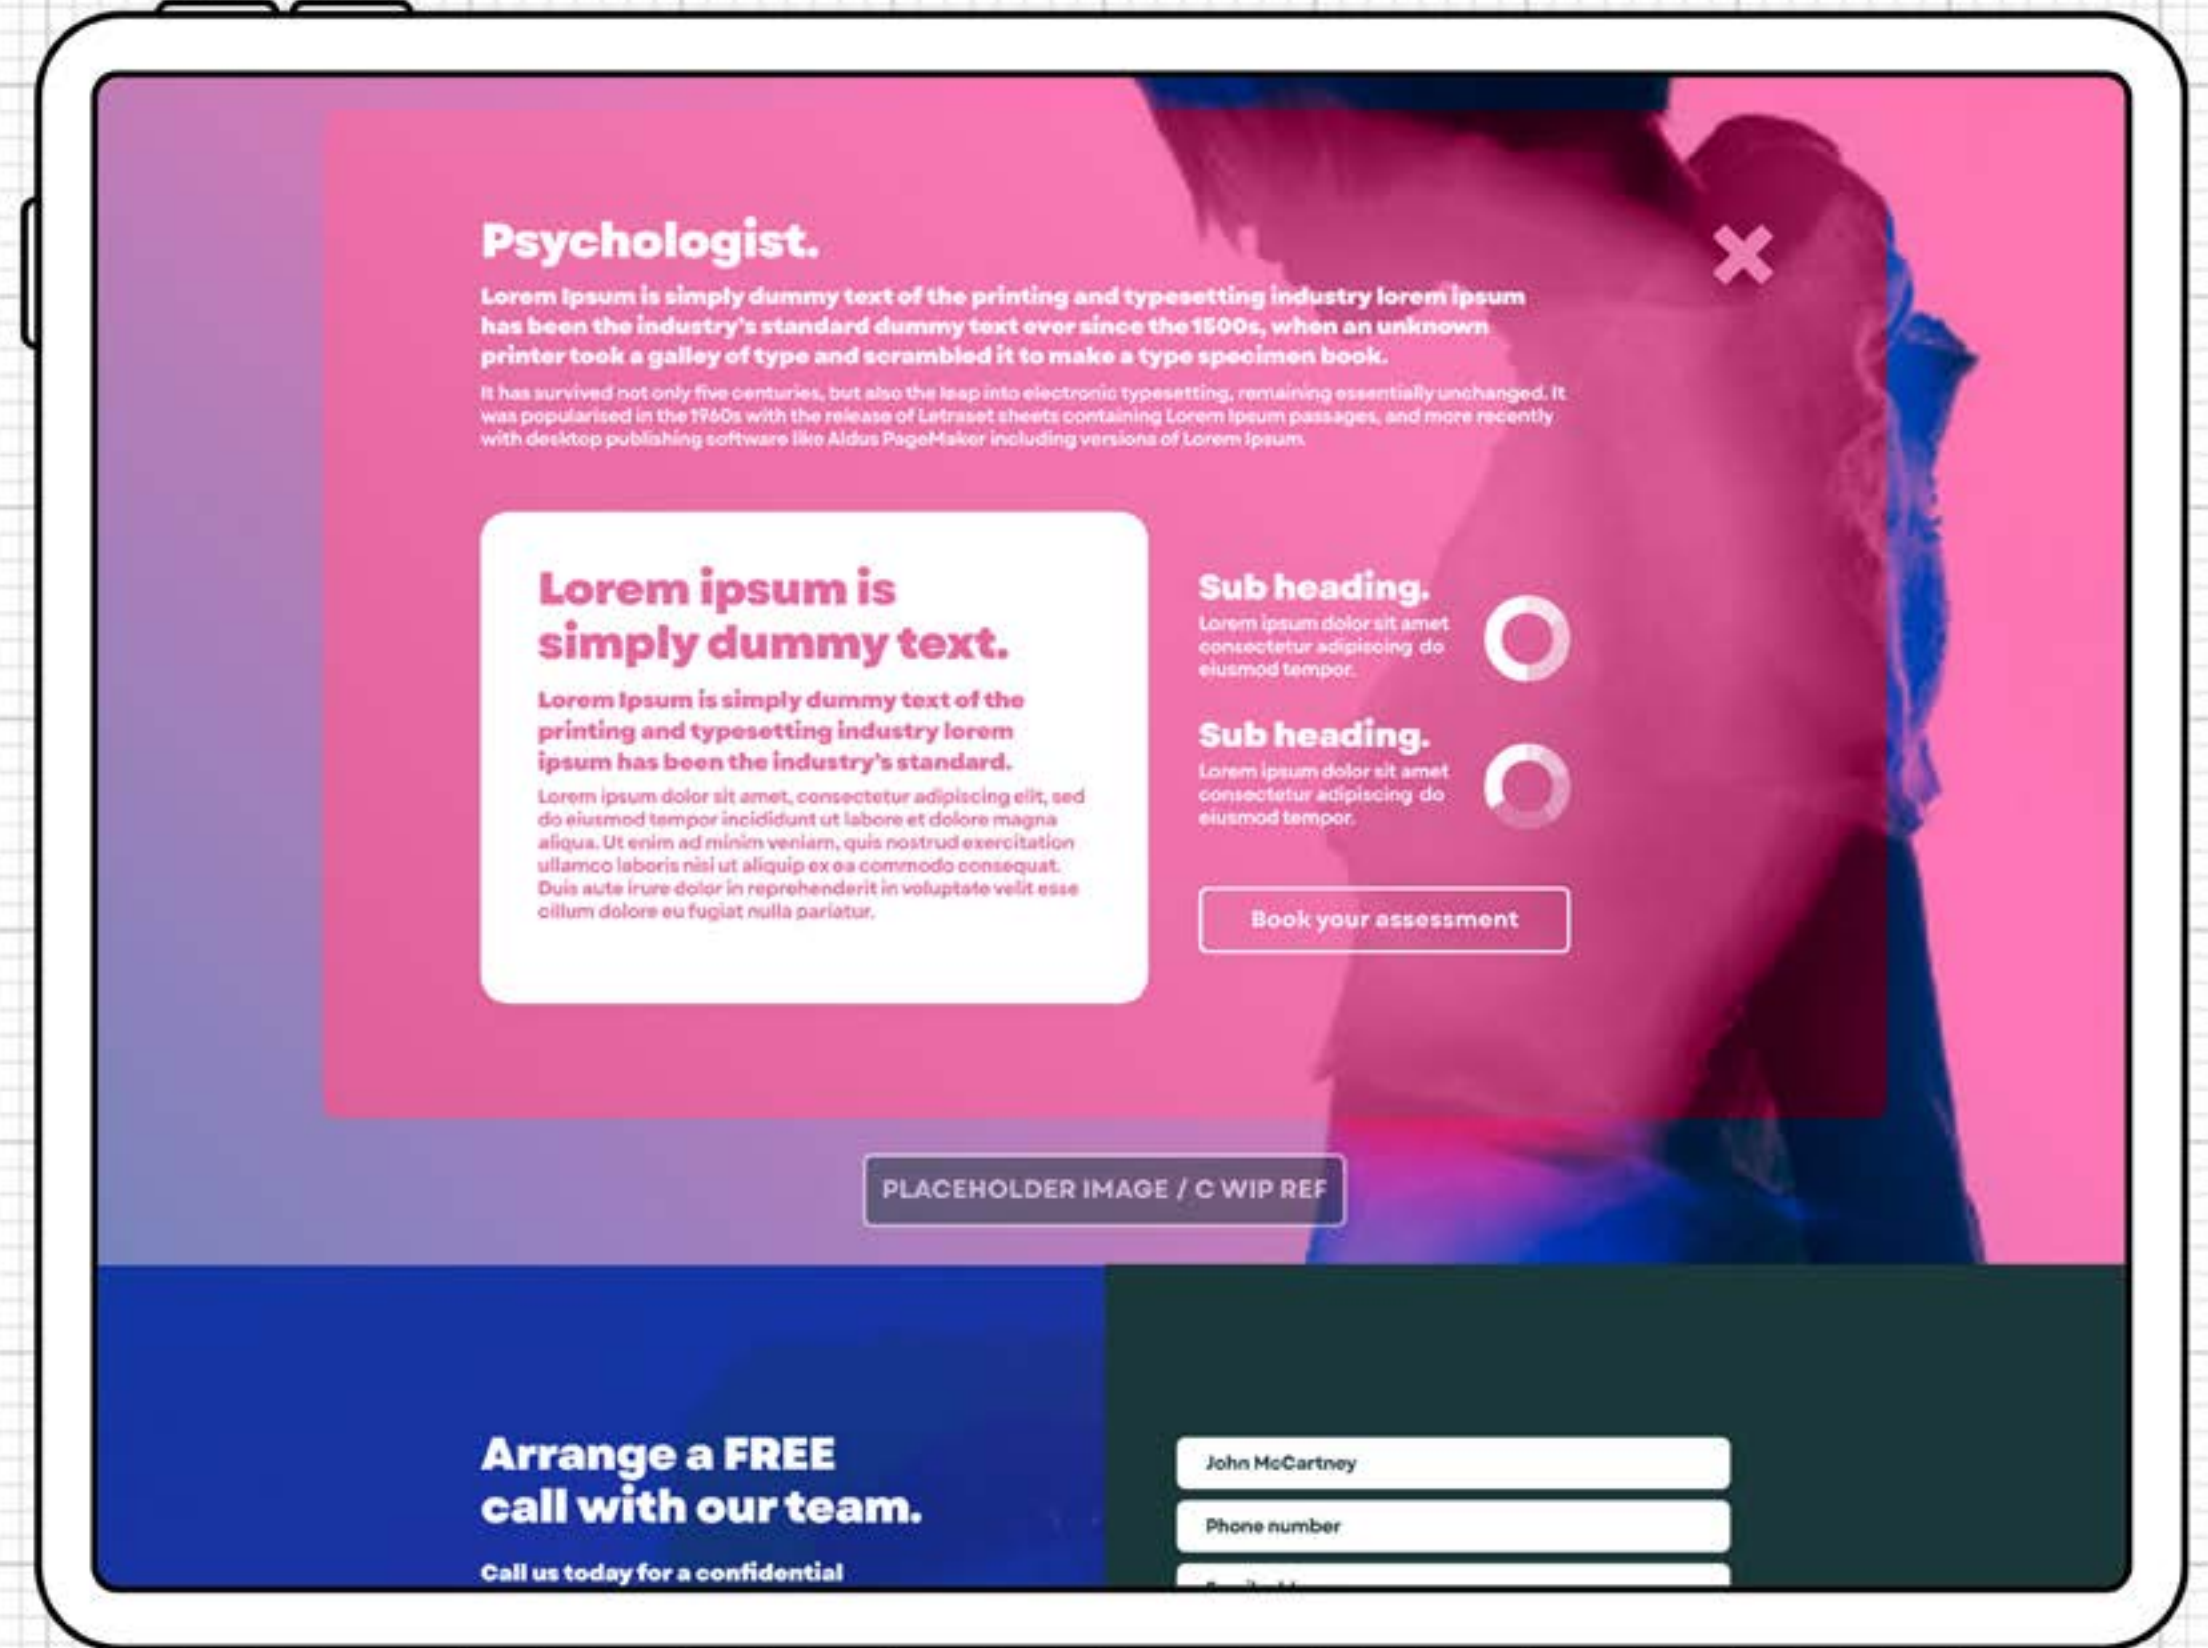 Psychologist.
Lorem Ipsum is simply dummy text of the printing and typesetting industry lorem ipsum
has been the industry's standard dummy text ever since the 1500s, when an unknown
printer took a galley of type and scrambled it to make a type specimen book.
It has survived not only five centuries, but also the leap into electronic typesetting, remaining essentially unchanged. It
was popularised in the 1960s with the release of Letraset sheets containing Lorem Ipsum passages, and more recently
with desktop publishing software like Aldus PageMaker including versions of Lorem Ipsum.
Lorem ipsum is
simply dummy text.
Lorem Ipsum is simply dummy text of the
printing and typesetting industry lorem
ipsum has been the industry's standard.
Lorem ipsum dolor sit amet, consectetur adipiscing elit, sed
do eiusmod tempor incididunt ut labore et dolore magna
aliqua. Ut enim ad minim veniam, quis nostrud exercitation
ullamco laboris nisi ut aliquip ex ea commodo consequat.
Duis aute irure dolor in reprehenderit in voluptate velit esse
cillum dolore eu fugiat nulla pariatur.
Sub heading.
Lorem ipsum dolor sit amet
consectetur adipiscing do
eiusmod tempor.
Sub heading.
Lorem ipsum dolor sit amet
consectetur adipiscing do
eiusmod tempor.
Book your assessment
PLACEHOLDER IMAGE / C WIP REF
Arrange a FREE
call with our team.
Call us today for a confidential
John McCartney
Phone number